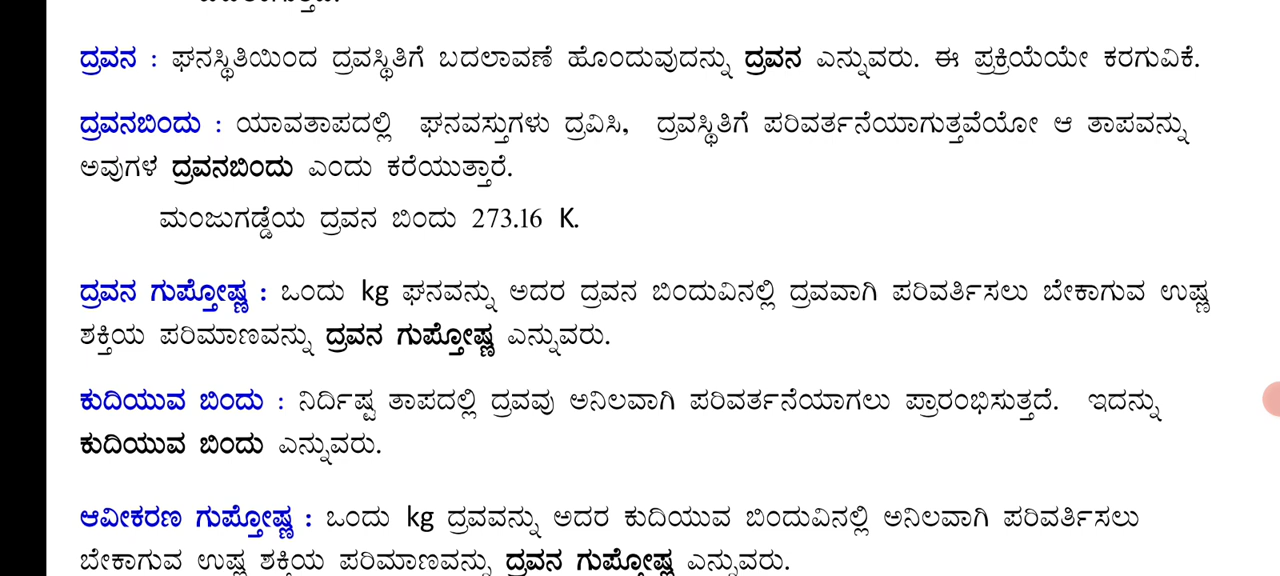 ದ್ರವನ : ಘನಸ್ಥಿತಿಯಿಂದ ದ್ರವಸ್ಥಿತಿಗೆ ಬದಲಾವಣೆ ಹೊಂದುವುದನ್ನು ದ್ರವನ ಎನ್ನುವರು. ಈ ಪ್ರಕ್ರಿಯೆಯೇ ಕರಗುವಿಕೆ.
ದ್ರವನಬಿಂದು : ಯಾವತಾಪದಲ್ಲಿ ಘನವಸ್ತುಗಳು ದ್ರವಿಸಿ, ದ್ರವಸ್ಥಿತಿಗೆ ಪರಿವರ್ತನೆಯಾಗುತ್ತವೆಯೋ ಆ ತಾಪವನ್ನು
ಅವುಗಳ ದ್ರವನಬಿಂದು ಎಂದು ಕರೆಯುತ್ತಾರೆ.
ಮಂಜುಗಡ್ಡೆಯ ದ್ರವನ ಬಿಂದು 273.16 K.
ದ್ರವನ ಗುಪ್ತೋಷ್ಣ : ಒಂದು kg ಘನವನ್ನು ಅದರ ದ್ರವನ ಬಿಂದುವಿನಲ್ಲಿ ದ್ರವವಾಗಿ ಪರಿವರ್ತಿಸಲು ಬೇಕಾಗುವ ಉಷ್ಣ
ಶಕ್ತಿಯ ಪರಿಮಾಣವನ್ನು ದ್ರವನ ಗುಪ್ತೋಷ್ಣ ಎನ್ನುವರು.
ಕುದಿಯುವ ಬಿಂದು : ನಿರ್ದಿಷ್ಟ ತಾಪದಲ್ಲಿ ದ್ರವವು ಅನಿಲವಾಗಿ ಪರಿವರ್ತನೆಯಾಗಲು ಪ್ರಾರಂಭಿಸುತ್ತದೆ. ಇದನ್ನು
ಕುದಿಯುವ ಬಿಂದು ಎನ್ನುವರು.
ಆವೀಕರಣ ಗುಪ್ತೋಷ್ಣ : ಒಂದು kg ದ್ರವವನ್ನು ಅದರ ಕುದಿಯುವ ಬಿಂದುವಿನಲ್ಲಿ ಅನಿಲವಾಗಿ ಪರಿವರ್ತಿಸಲು
ಬೇಕಾಗುವ ಉಷ್ಣ ಶಕ್ತಿಯ ಪರಿಮಾಣವನ್ನು ದ್ರವನ ಗುಪ್ತೋಷ್ಣ ಎನ್ನುವರು.